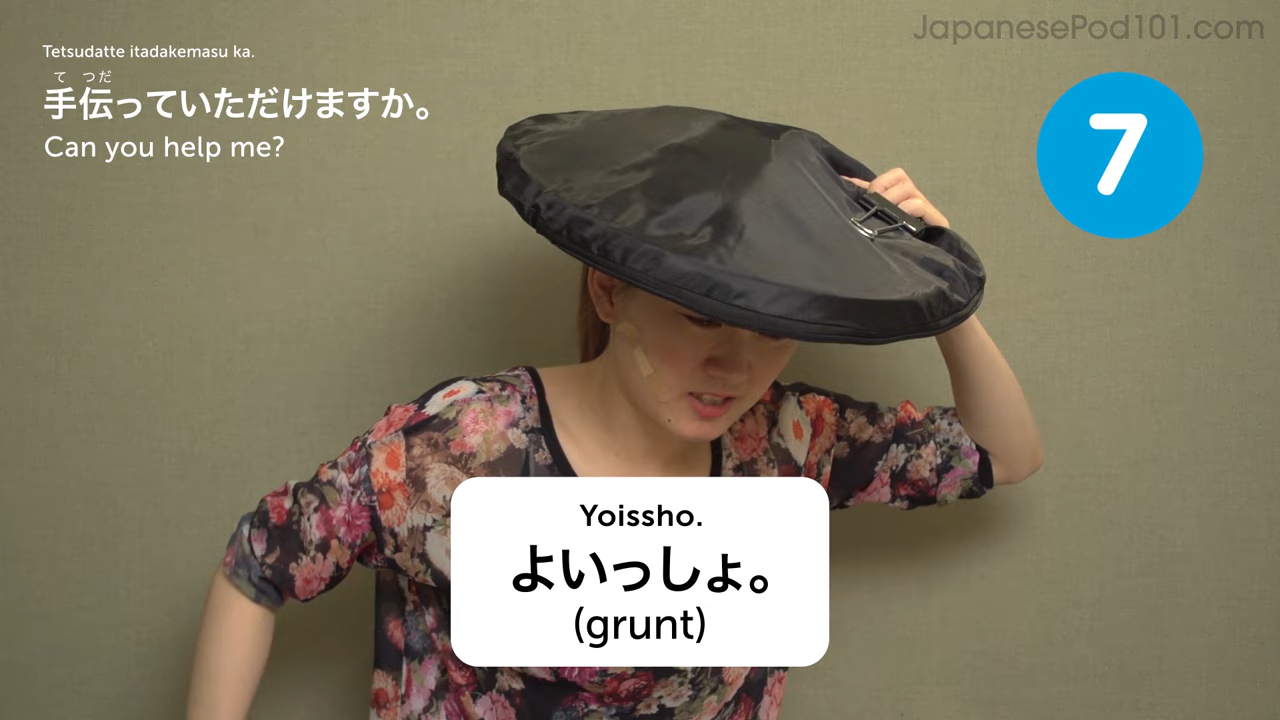 JapanesePod101.com
Tetsudatte itadakemasu ka.
て つだ
手伝っていただけますか。
Can you help me?
7
Yoissho.
よいっしょ。
(grunt)